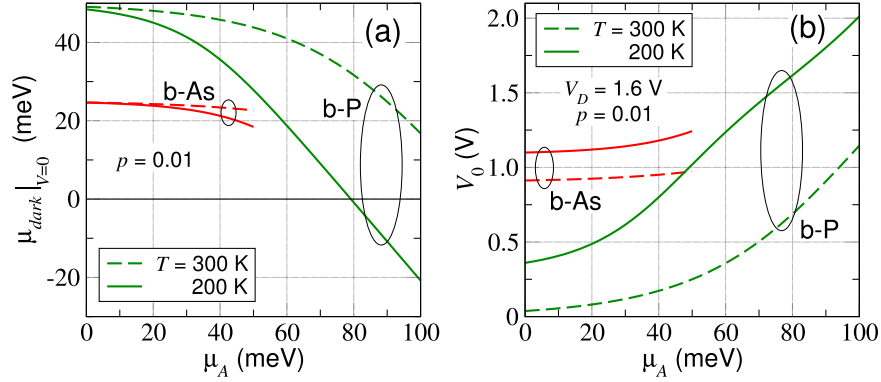 40
20
0
-20
μdark|V=0 (meV)
(a)
b-As
b-P
p = 0.01
T = 300 K
200 K
0 20 40 60 80 100
μA (meV)
2.0
1.5
1.0
0.5
0
V0 (V)
T = 300 K
200 K
(b)
VD = 1.6 V
p = 0.01
b-As
b-P
0 20 40 60 80 100
μA (meV)